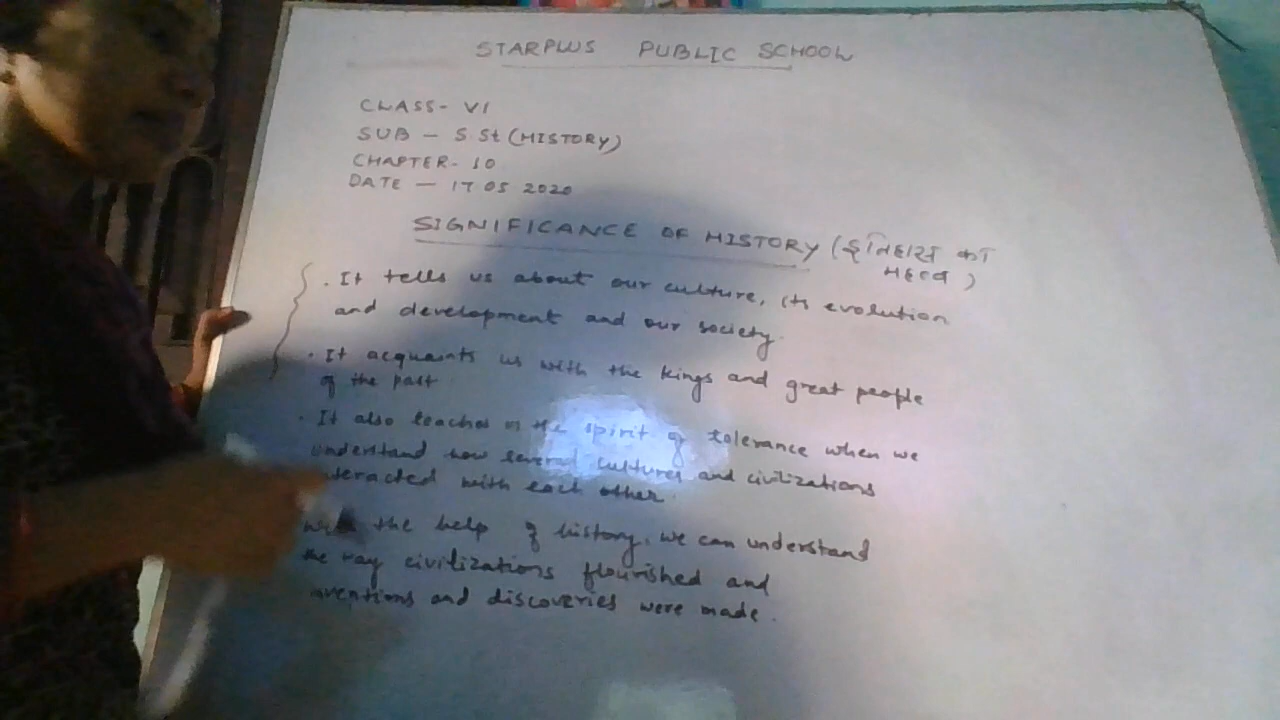 STARPLUS PUBLIC SCHOOL
CLASS- VI
SUB - S St (HISTORY)
CHAPTER- 10
DATE - 17 05 2020
SIGNIFICANCE OF HISTORY (इतिहास का
महत्व)
. It tells us about our culture, its evolution
and development and our society.
. It acquaints us with the kings and great people
of the past
. It also teaches us the spirit of tolerance when we
understand how several cultures and civilizations
interacted with each other.
With the help of history, we can understand
the way civilizations flourished and
inventions and discoveries were made.